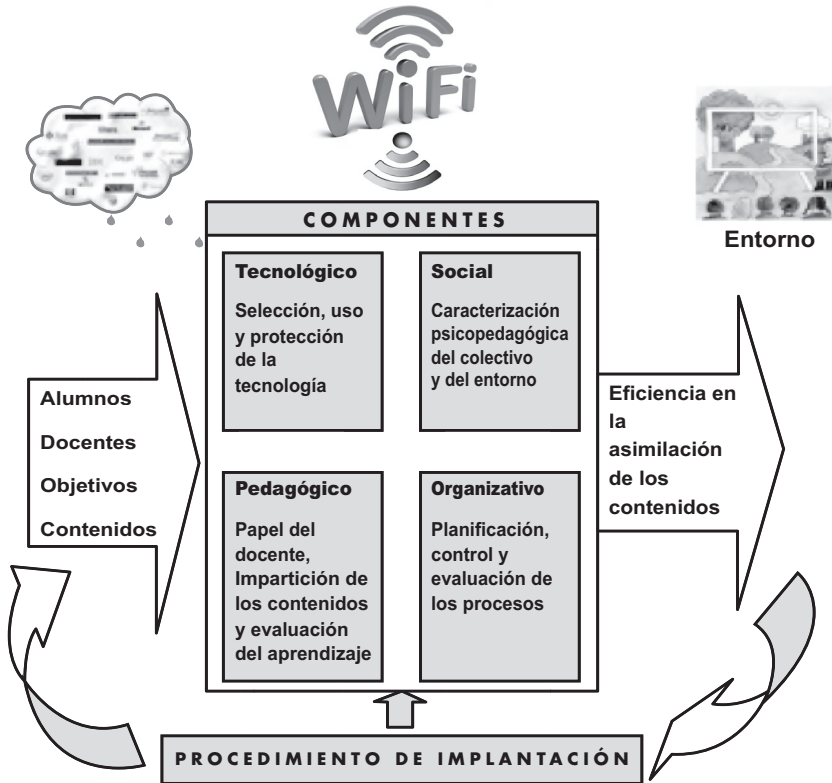 WiFi
Entorno
COMPONENTES
Tecnológico
Selección, uso
y protección
de la
tecnología
Social
Caracterización
psicopedagógica
del colectivo
y del entorno
Alumnos
Docentes
Objetivos
Contenidos
Eficiencia en
la
asimilación
de los
contenidos
Pedagógico
Papel del
docente,
Impartición de
los contenidos
y evaluación
del aprendizaje
Organizativo
Planificación,
control y
evaluación de
los procesos
PROCEDIMIENTO DE IMPLANTACIÓN